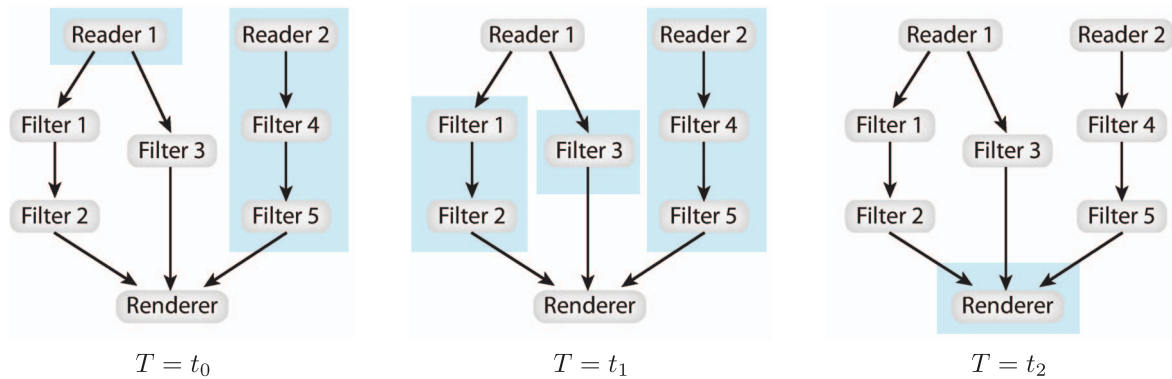 Reader 1
Reader 2
Filter 1
Filter 4
Filter 3
Filter 2
Filter 5
Renderer
T = t₀
Reader 1
Reader 2
Filter 1
Filter 4
Filter 3
Filter 2
Filter 5
Renderer
T = t₁
Reader 1
Reader 2
Filter 1
Filter 4
Filter 3
Filter 2
Filter 5
Renderer
T = t₂